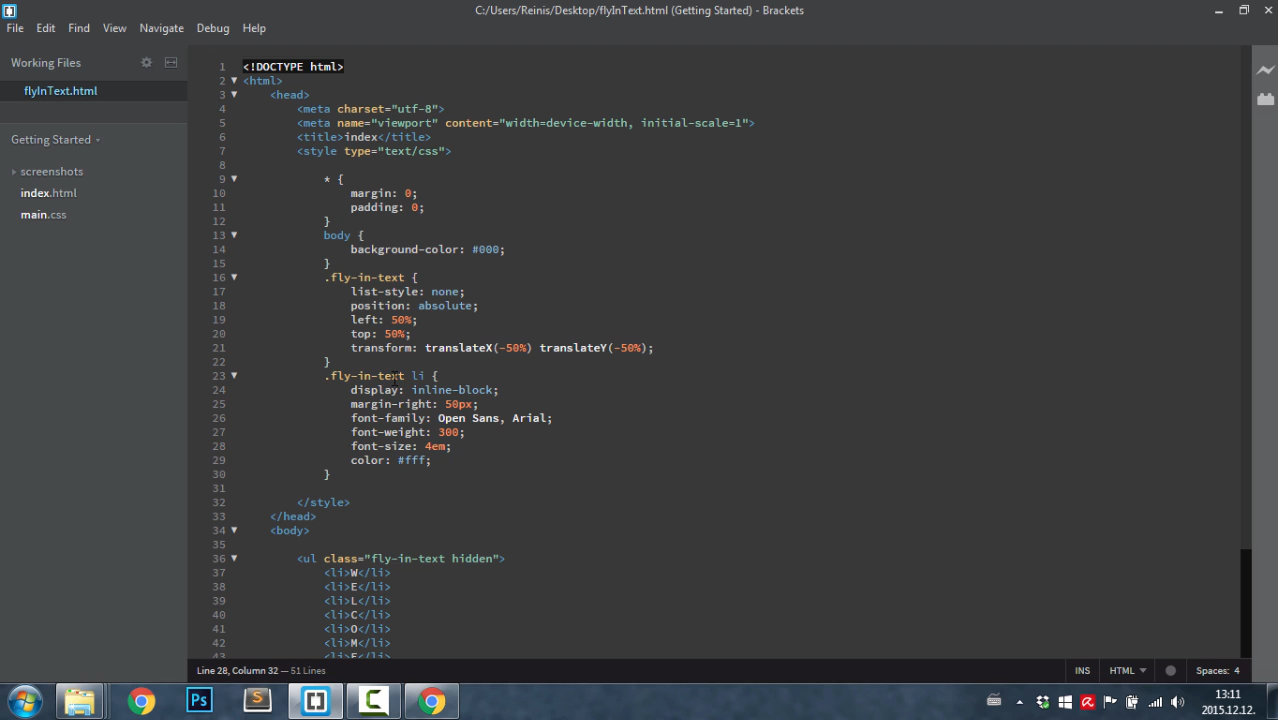 C:/Users/Reinis/Desktop/flyInText.html (Getting Started) - Brackets
File Edit Find View Navigate Debug Help
Working Files
flyInText.html
Getting Started
screenshots
index.html
main.css
1 <!DOCTYPE html>
2 <html>
3 <head>
4 <meta charset="utf-8">
5 <meta name="viewport" content="width=device-width, initial-scale=1">
6 <title>index</title>
7 <style type="text/css">
8
9 * {
10 margin: 0;
11 padding: 0;
12 }
13 body {
14 background-color: #000;
15 }
16 .fly-in-text {
17 list-style: none;
18 position: absolute;
19 left: 50%;
20 top: 50%;
21 transform: translateX(-50%) translateY(-50%);
22 }
23 .fly-in-text li {
24 display: inline-block;
25 margin-right: 50px;
26 font-family: Open Sans, Arial;
27 font-weight: 300;
28 font-size: 4em;
29 color: #fff;
30 }
31
32 </style>
33 </head>
34 <body>
35
36 <ul class="fly-in-text hidden">
37 <li>W</li>
38 <li>E</li>
39 <li>L</li>
40 <li>C</li>
41 <li>O</li>
42 <li>M</li>
43 <li>E</li>
Line 28, Column 32 — 51 Lines
INS HTML Spaces: 4
Ps
13:11
2015.12.12.